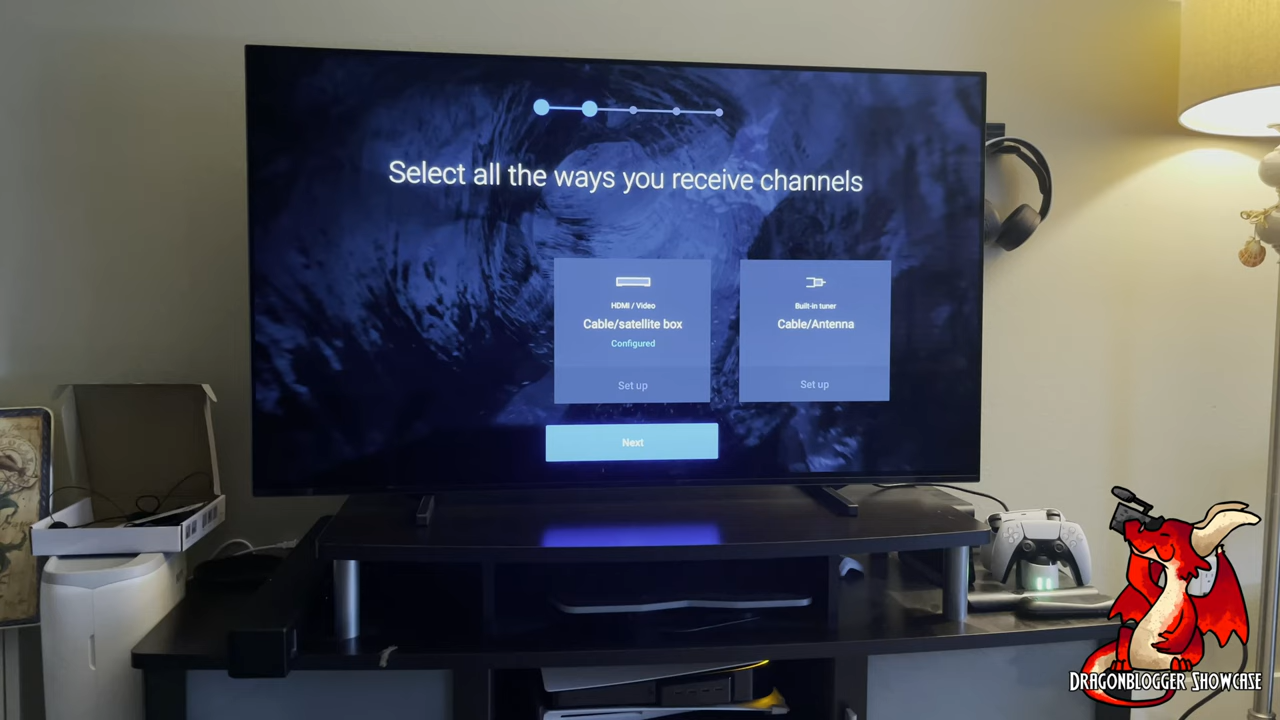 Select all the ways you receive channels
HDMI / Video
Cable/satellite box
Configured
Set up
Built-in tuner
Cable/Antenna
Set up
Next
DRAGONBLOGGER SHOWCASE